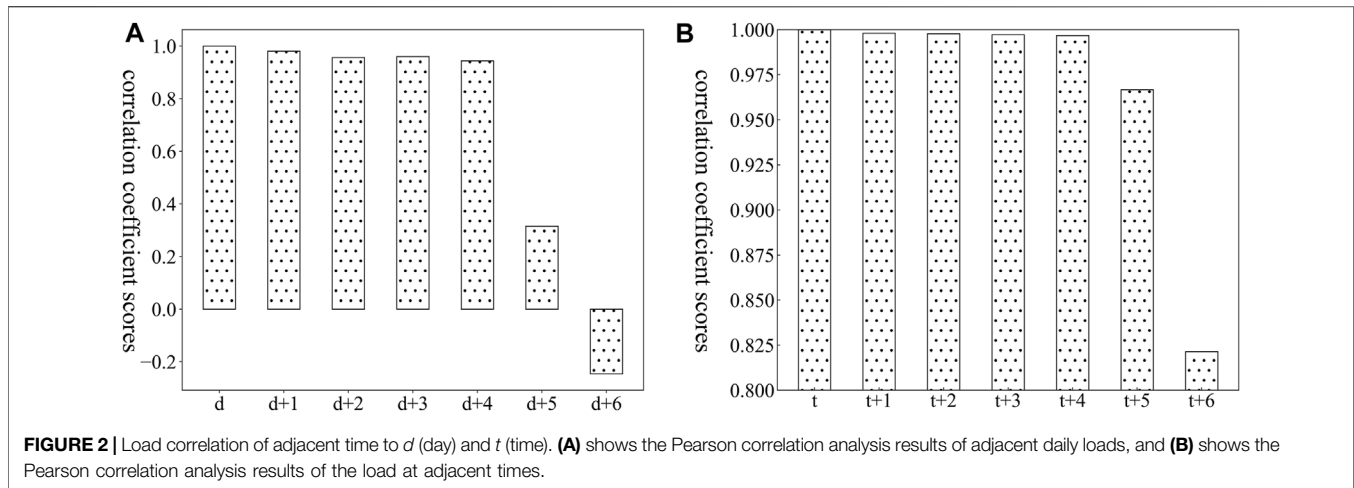 A
correlation coefficient scores
1.0
0.8
0.6
0.4
0.2
0.0
−0.2
d d+1 d+2 d+3 d+4 d+5 d+6
B
correlation coefficient scores
1.000
0.975
0.950
0.925
0.900
0.875
0.850
0.825
0.800
t t+1 t+2 t+3 t+4 t+5 t+6
FIGURE 2 | Load correlation of adjacent time to d (day) and t (time). (A) shows the Pearson correlation analysis results of adjacent daily loads, and (B) shows the
Pearson correlation analysis results of the load at adjacent times.